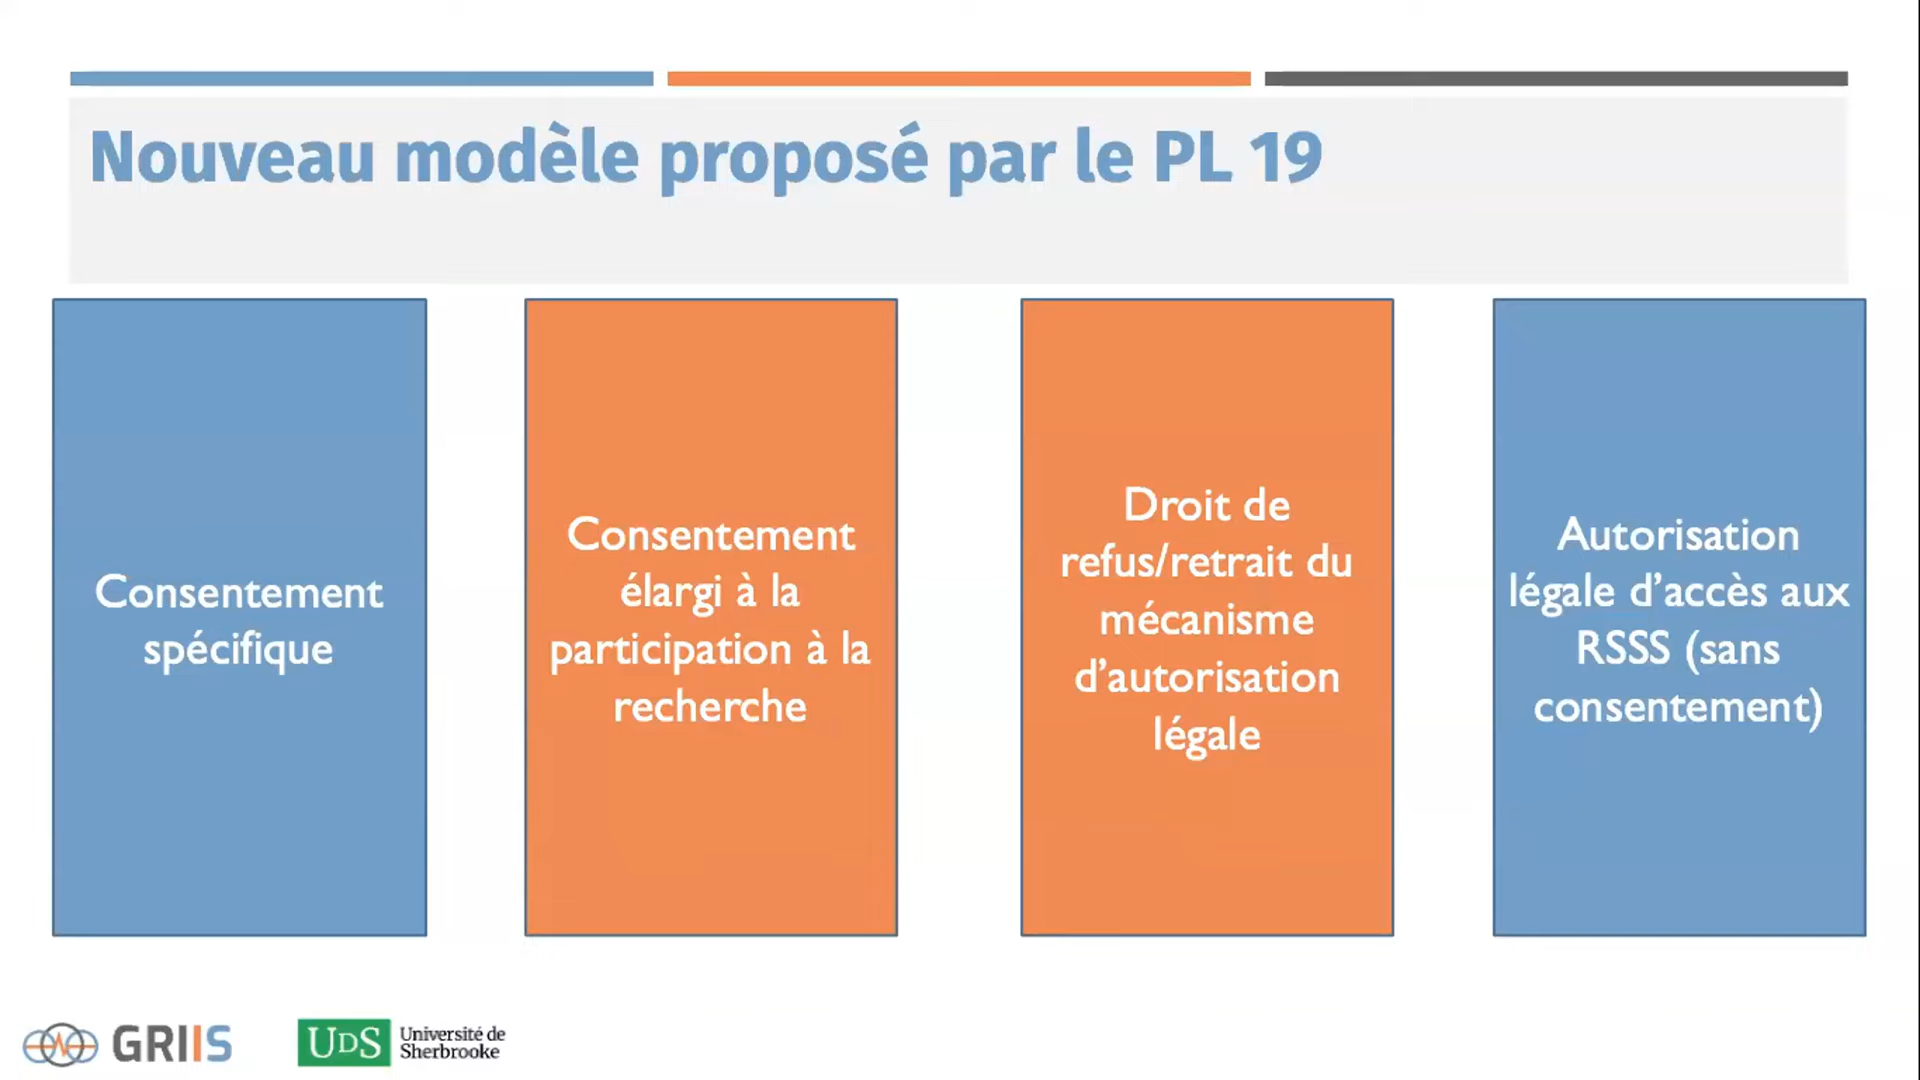 Nouveau modèle proposé par le PL 19
Consentement
spécifique
Consentement
élargi à la
participation à la
recherche
Droit de
refus/retrait du
mécanisme
d’autorisation
légale
Autorisation
légale d’accès aux
RSSS (sans
consentement)
GRIIS
UDS
Université de
Sherbrooke